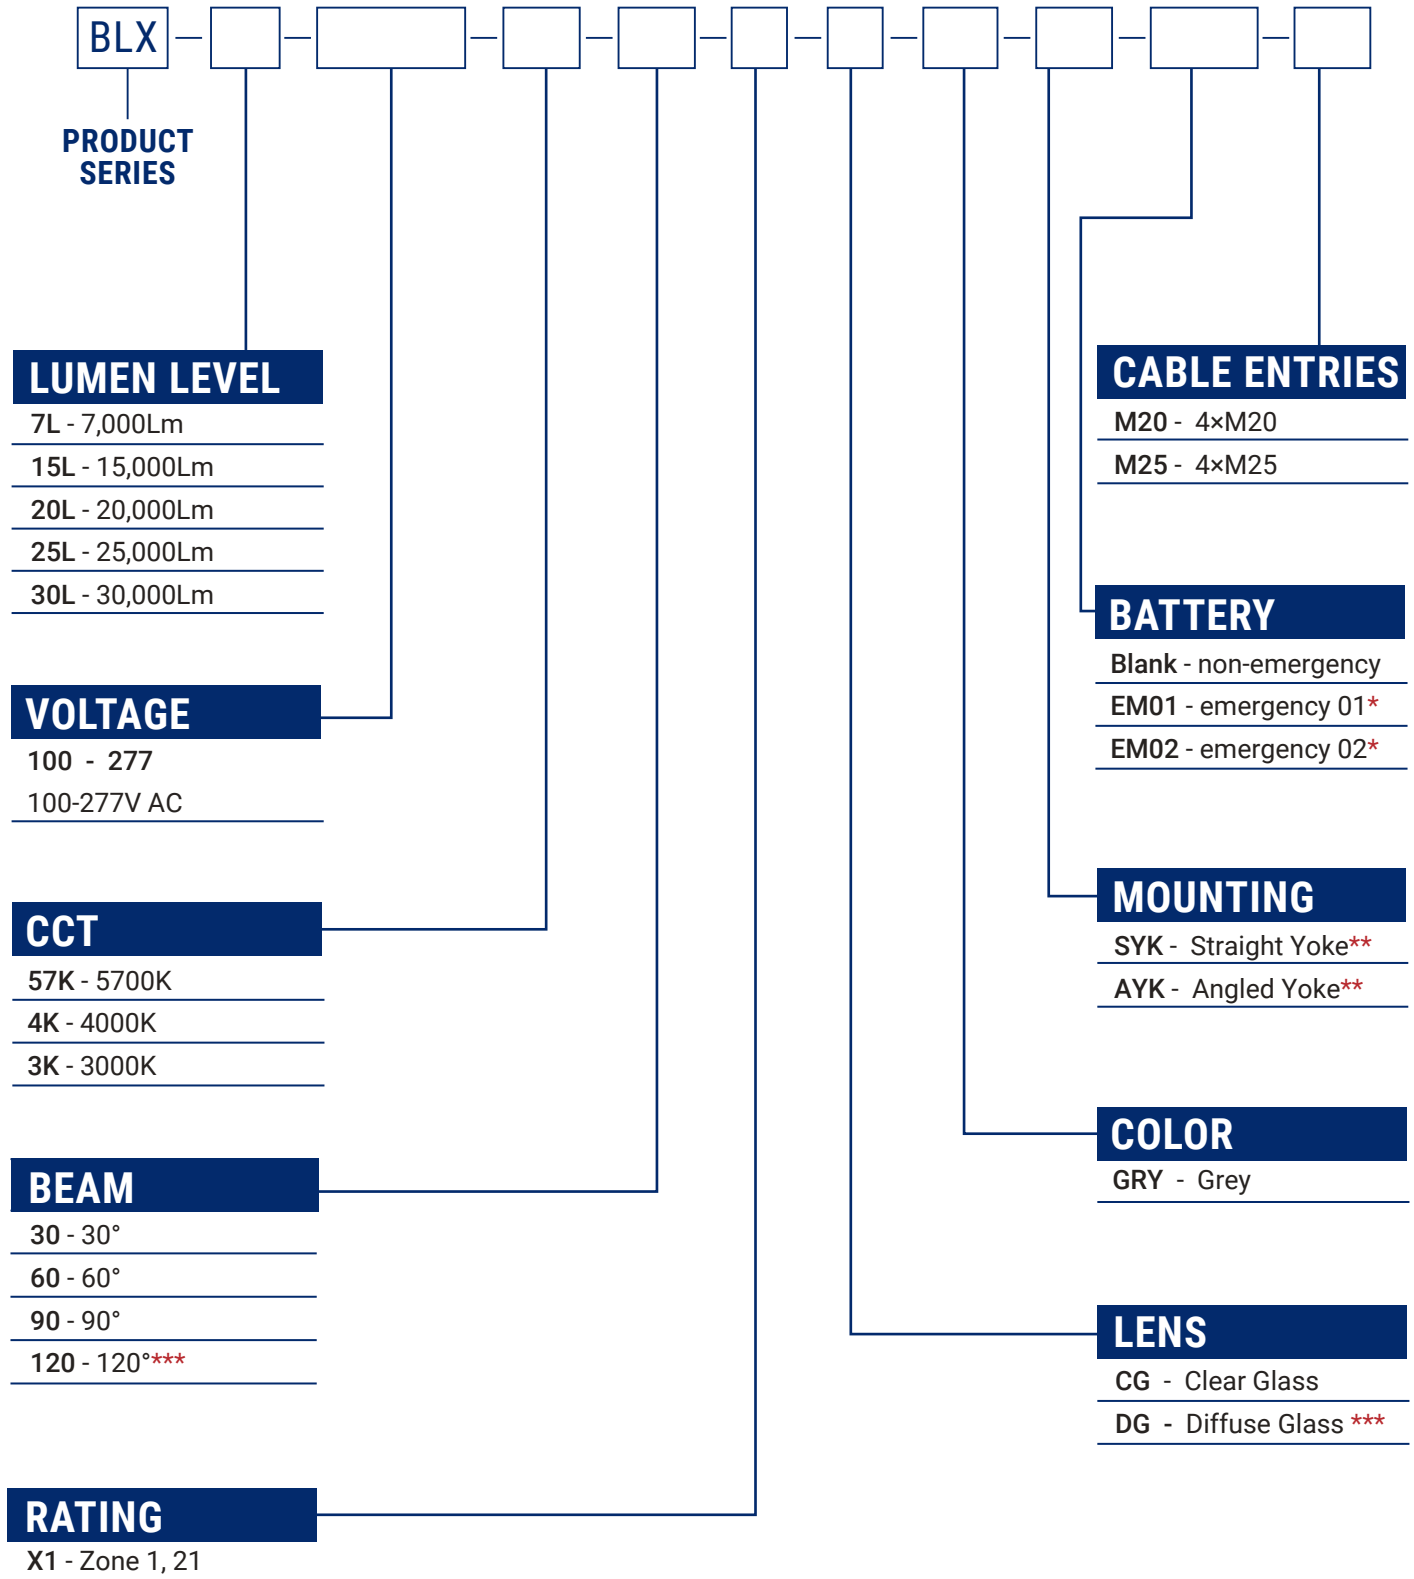 BLX
PRODUCT
SERIES
LUMEN LEVEL
7L - 7,000Lm
15L - 15,000Lm
20L - 20,000Lm
25L - 25,000Lm
30L - 30,000Lm
VOLTAGE
100 - 277
100-277V AC
CCT
57K - 5700K
4K - 4000K
3K - 3000K
BEAM
30 - 30°
60 - 60°
90 - 90°
120 - 120°***
RATING
X1 - Zone 1, 21
CABLE ENTRIES
M20 - 4×M20
M25 - 4×M25
BATTERY
Blank - non-emergency
EM01 - emergency 01*
EM02 - emergency 02*
MOUNTING
SYK - Straight Yoke**
AYK - Angled Yoke**
COLOR
GRY - Grey
LENS
CG - Clear Glass
DG - Diffuse Glass ***